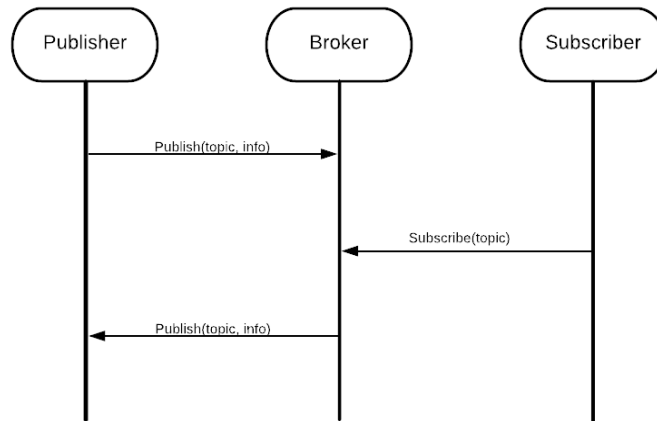 Publisher
Broker
Subscriber
Publish(topic, info)
Subscribe(topic)
Publish(topic, info)